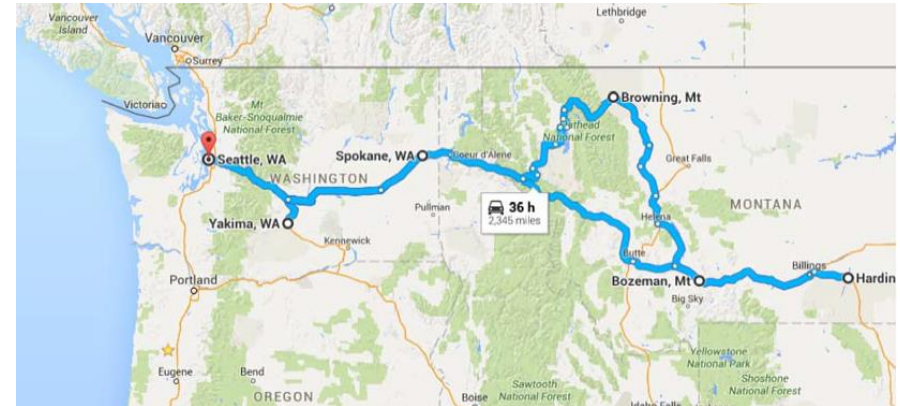 Vancouver
Island
Vancouver
Surrey
Victoria
Mt
Baker-Snoqualmie
National Forest
Seattle, WA
WASHINGTON
Spokane, WA
Coeur d'Alene
Yakima, WA
Kennewick
Pullman
Portland
Eugene
Bend
OREGON
Lethbridge
Browning, Mt
Flathead
National Forest
Great Falls
36 h
2,345 miles
MONTANA
Helena
Butte
Bozeman, Mt
Big Sky
Billings
Hardin
Yellowstone
National Park
Shoshone
National Forest
Boise
Sawtooth
National Forest
Idaho Falls